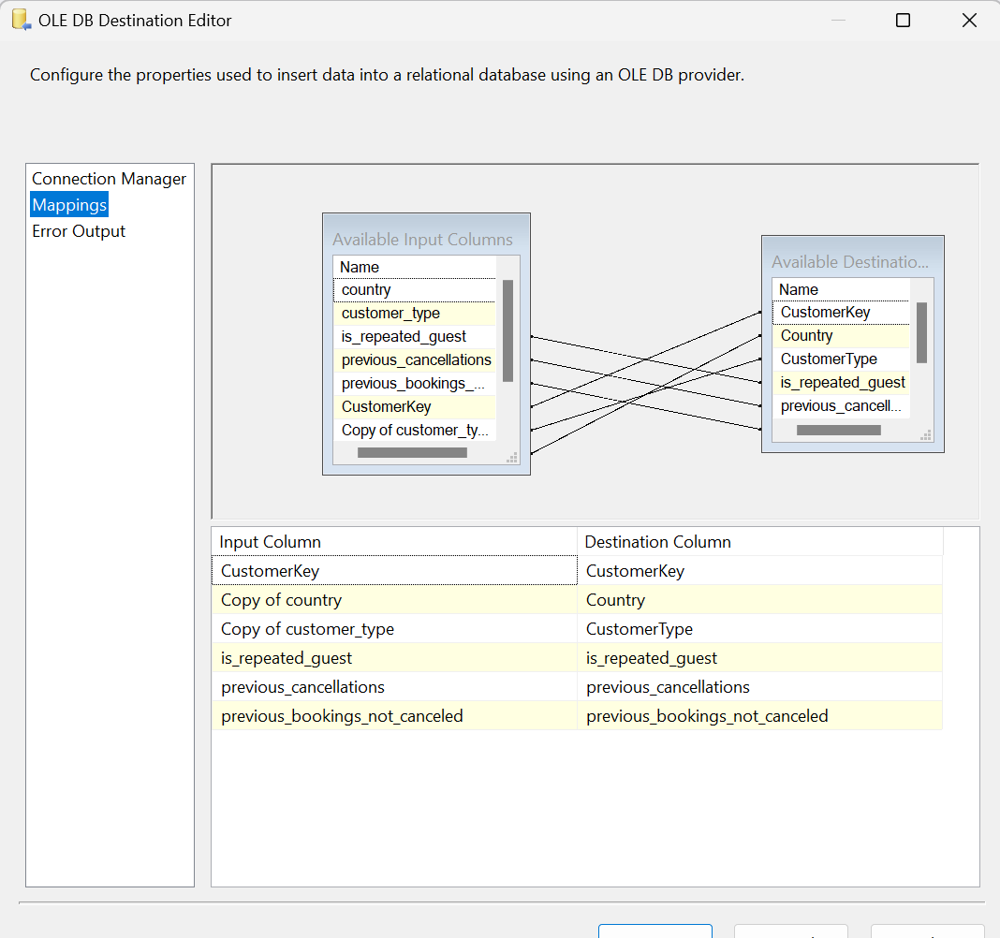 OLE DB Destination Editor
Configure the properties used to insert data into a relational database using an OLE DB provider.
Connection Manager
Mappings
Error Output
Available Input Columns
Name
country
customer_type
is_repeated_guest
previous_cancellations
previous_bookings_...
CustomerKey
Copy of customer_ty...
Available Destinatio...
Name
CustomerKey
Country
CustomerType
is_repeated_guest
previous_cancell...
Input Column Destination Column
CustomerKey CustomerKey
Copy of country Country
Copy of customer_type CustomerType
is_repeated_guest is_repeated_guest
previous_cancellations previous_cancellations
previous_bookings_not_canceled previous_bookings_not_canceled